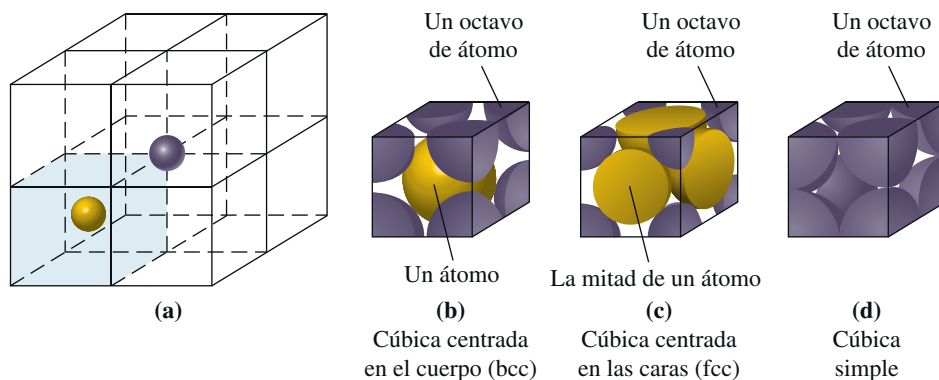 Un octavo
de átomo
Un octavo
de átomo
Un octavo
de átomo
Un átomo
La mitad de un átomo
(a)
(b)
Cúbica centrada
en el cuerpo (bcc)
(c)
Cúbica centrada
en las caras (fcc)
(d)
Cúbica
simple